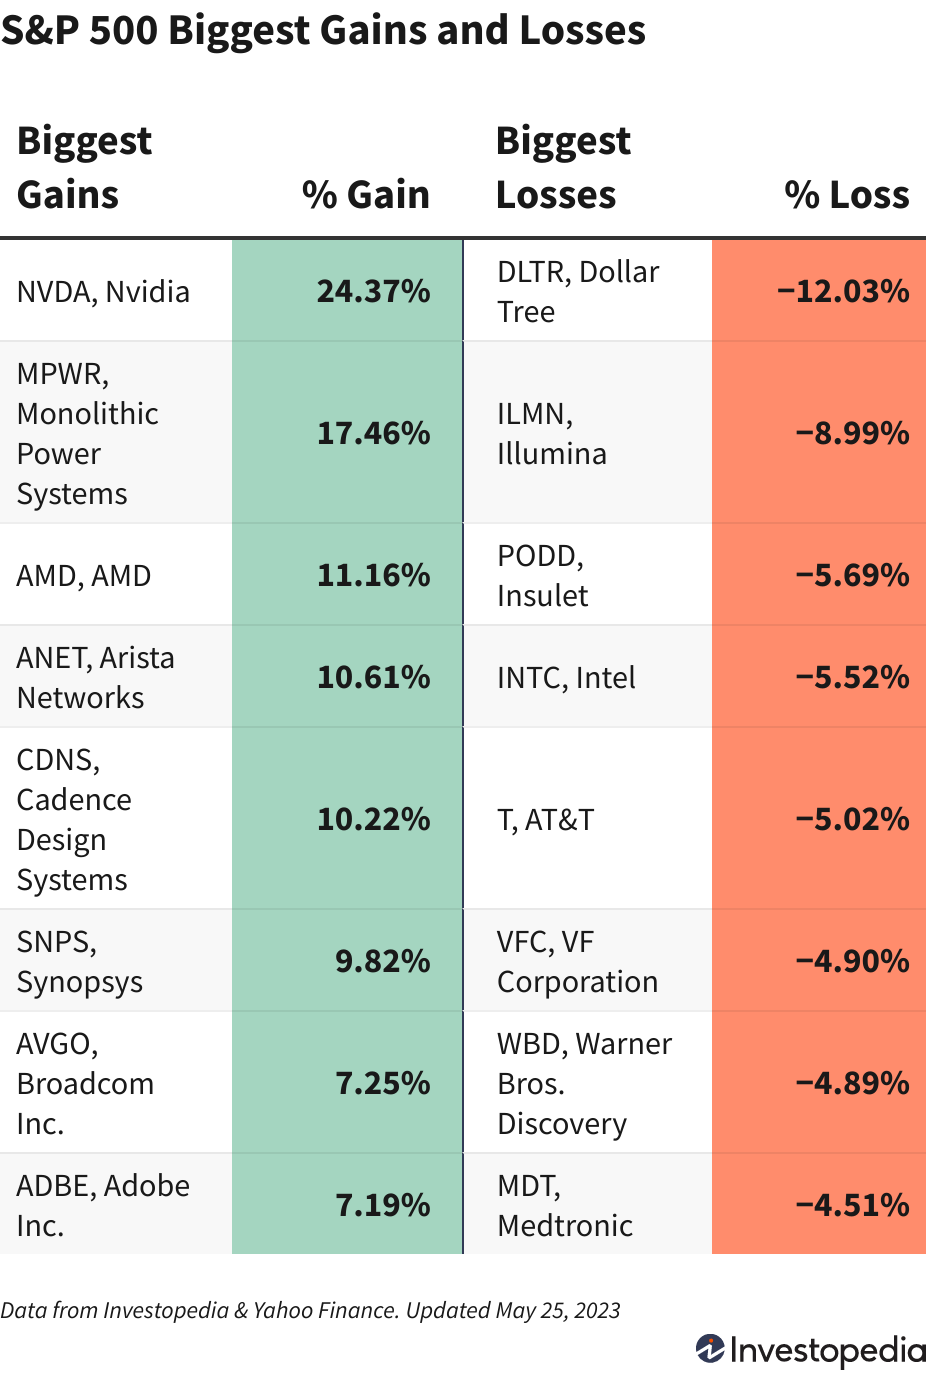 S&P 500 Biggest Gains and Losses
Biggest
Gains
% Gain
Biggest
Losses
% Loss
NVDA, Nvidia
24.37%
DLTR, Dollar
Tree
−12.03%
MPWR,
Monolithic
Power
Systems
17.46%
ILMN,
Illumina
−8.99%
AMD, AMD
11.16%
PODD,
Insulet
−5.69%
ANET, Arista
Networks
10.61%
INTC, Intel
−5.52%
CDNS,
Cadence
Design
Systems
10.22%
T, AT&T
−5.02%
SNPS,
Synopsys
9.82%
VFC, VF
Corporation
−4.90%
AVGO,
Broadcom
Inc.
7.25%
WBD, Warner
Bros.
Discovery
−4.89%
ADBE, Adobe
Inc.
7.19%
MDT,
Medtronic
−4.51%
Data from Investopedia & Yahoo Finance. Updated May 25, 2023
Investopedia